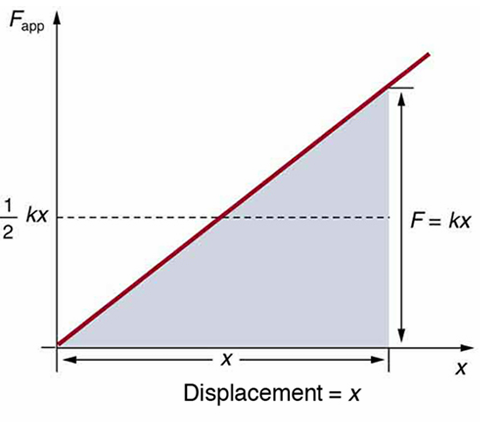 F_app
1/2 kx
F = kx
x
x
Displacement = x